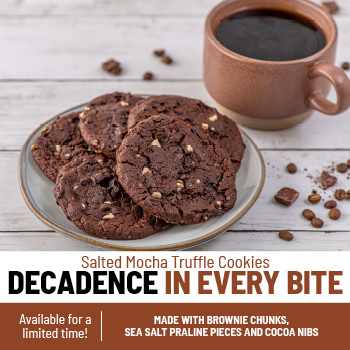 Salted Mocha Truffle Cookies
DECADENCE IN EVERY BITE
Available for a
limited time!
MADE WITH BROWNIE CHUNKS,
SEA SALT PRALINE PIECES AND COCOA NIBS